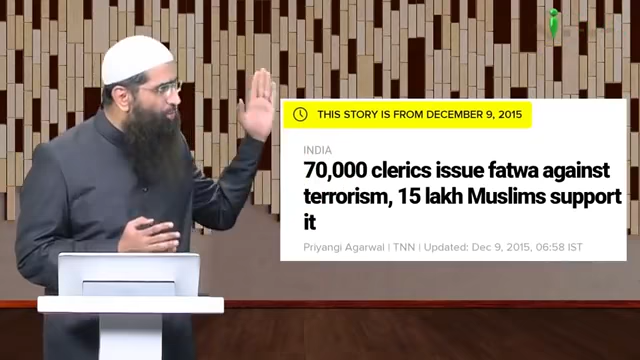 THIS STORY IS FROM DECEMBER 9, 2015
INDIA
70,000 clerics issue fatwa against
terrorism, 15 lakh Muslims support
it
Priyangi Agarwal | TNN | Updated: Dec 9, 2015, 06:58 IST